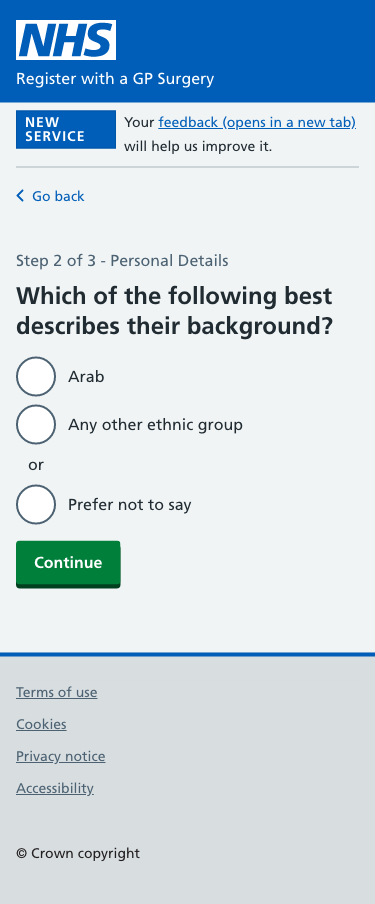 NHS
Register with a GP Surgery
NEW
SERVICE
Your feedback (opens in a new tab)
will help us improve it.
Go back
Step 2 of 3 - Personal Details
Which of the following best
describes their background?
Arab
Any other ethnic group
or
Prefer not to say
Continue
Terms of use
Cookies
Privacy notice
Accessibility
© Crown copyright